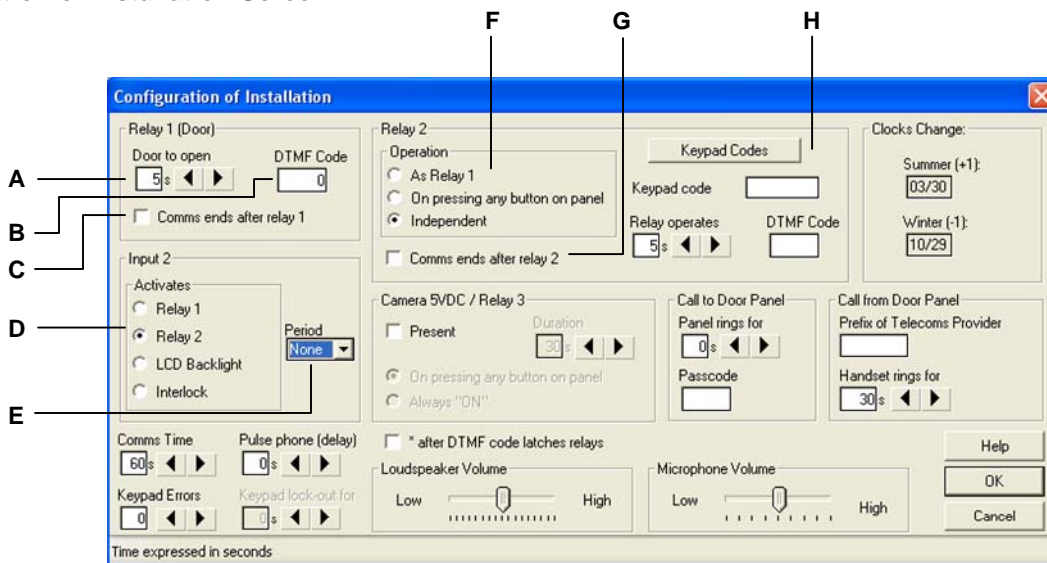 F G H
Configuration of Installation
Relay 1 (Door)
Door to open DTMF Code
A 5 s 0
B
C Comms ends after relay 1
Relay 2
Operation
As Relay 1
On pressing any button on panel
Independent
Comms ends after relay 2
Keypad Codes
Keypad code
Relay operates DTMF Code
5 s
Clocks Change:
Summer (+1):
03/30
Winter (-1):
10/29
Input 2
Activates
Relay 1
D Relay 2
LCD Backlight
Interlock
Period
None
E
Camera 5VDC / Relay 3
Present
Duration
30 s
On pressing any button on panel
Always "ON"
Call to Door Panel
Panel rings for
0 s
Passcode
Call from Door Panel
Prefix of Telecoms Provider
Handset rings for
30 s
Comms Time Pulse phone (delay)
60 s 0 s
Keypad Errors Keypad lock-out for
0 0 s
* after DTMF code latches relays
Loudspeaker Volume
Low High
Microphone Volume
Low High
Help
OK
Cancel
Time expressed in seconds